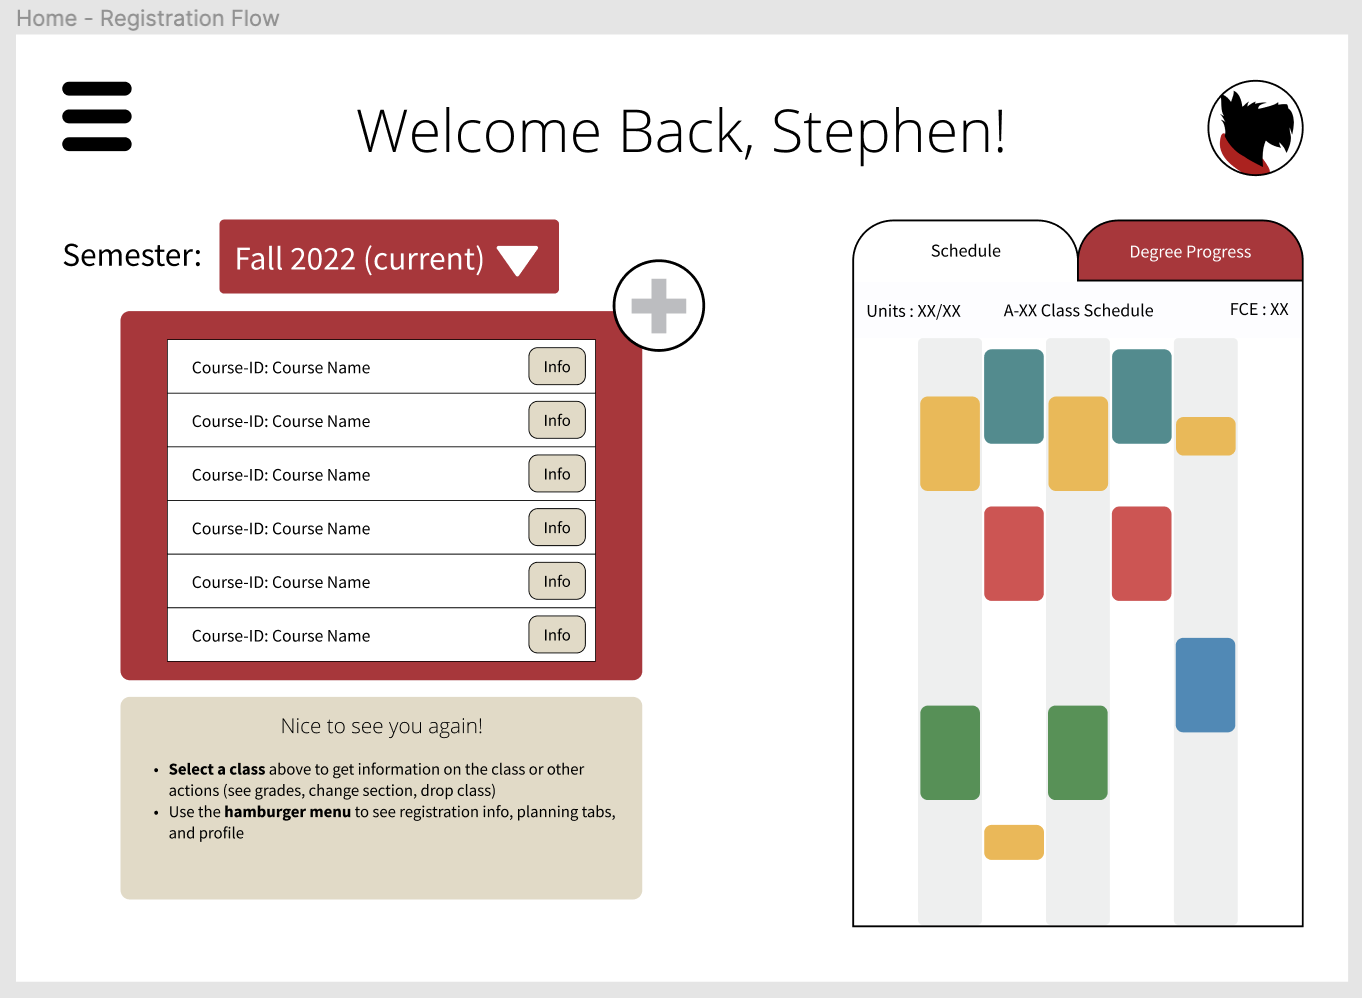 Home - Registration Flow
Welcome Back, Stephen!
Semester:
Fall 2022 (current)
Course-ID: Course Name
Info
Course-ID: Course Name
Info
Course-ID: Course Name
Info
Course-ID: Course Name
Info
Course-ID: Course Name
Info
Course-ID: Course Name
Info
Nice to see you again!
• Select a class above to get information on the class or other
actions (see grades, change section, drop class)
• Use the hamburger menu to see registration info, planning tabs,
and profile
Schedule
Degree Progress
Units : XX/XX
A-XX Class Schedule
FCE : XX